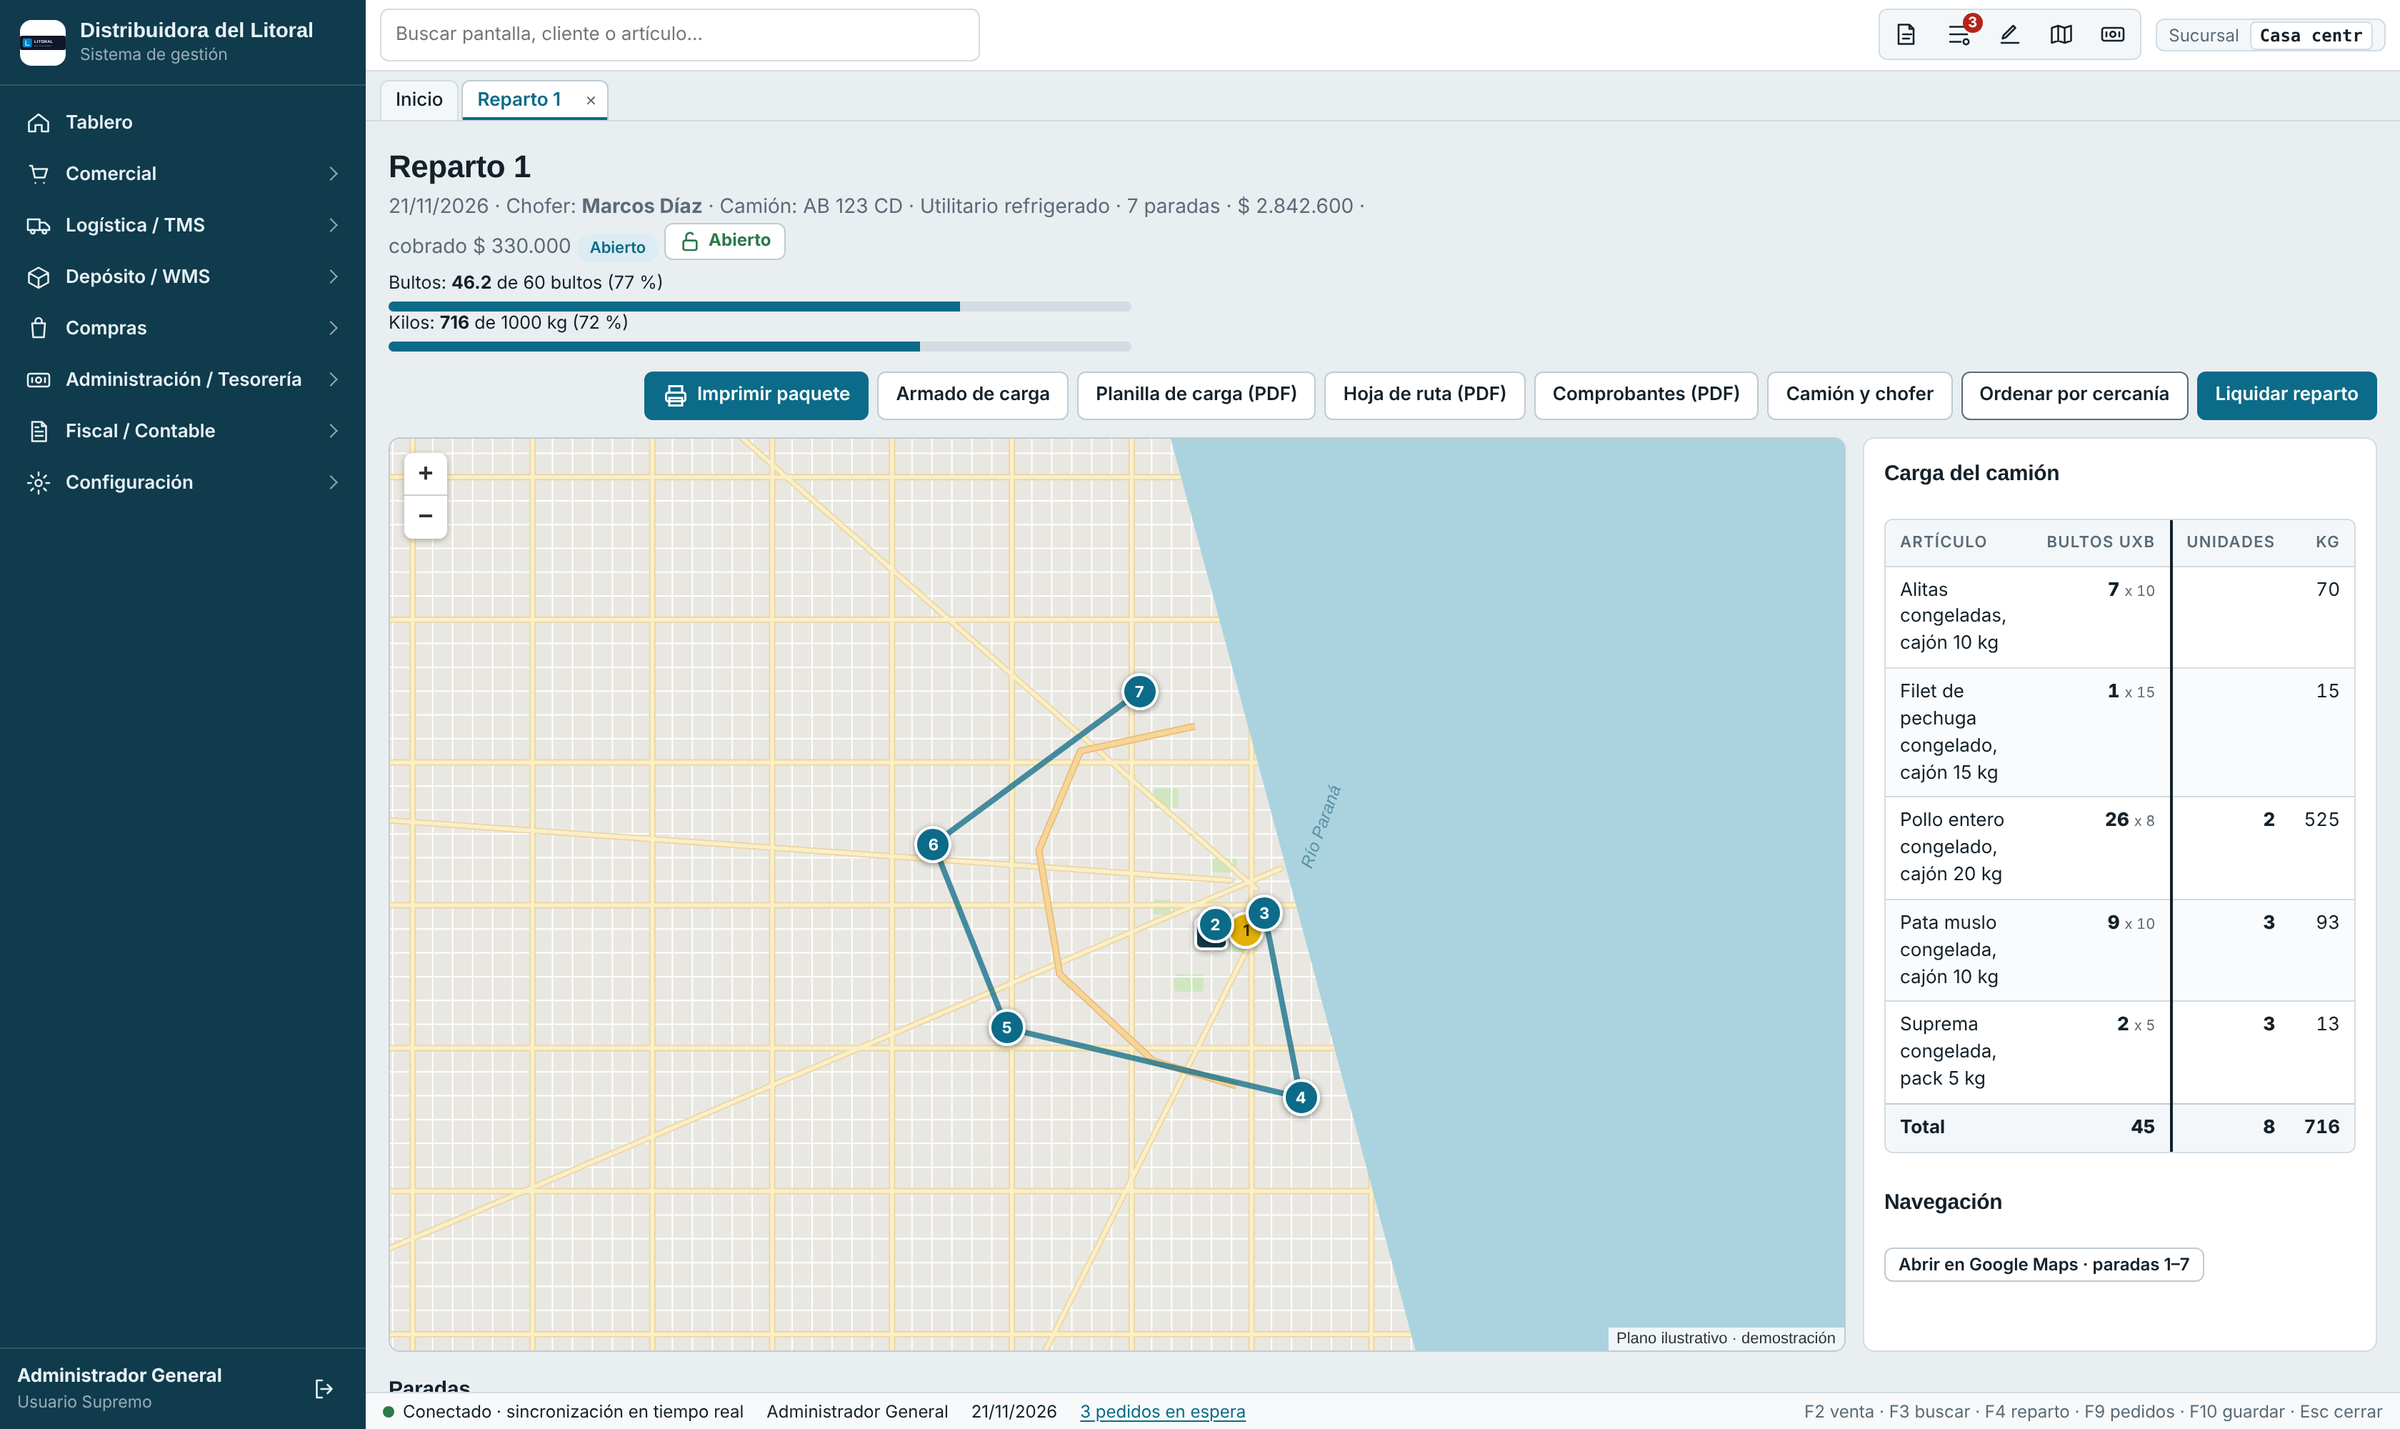 LITORAL
Distribuidora del Litoral
Sistema de gestión
Buscar pantalla, cliente o artículo...
3
Sucursal Casa centr
Tablero
Comercial
Logística / TMS
Depósito / WMS
Compras
Administración / Tesorería
Fiscal / Contable
Configuración
Administrador General
Usuario Supremo
Inicio
Reparto 1 ×
Reparto 1
21/11/2026 · Chofer: Marcos Díaz · Camión: AB 123 CD · Utilitario refrigerado · 7 paradas · $ 2.842.600 ·
cobrado $ 330.000 Abierto Abierto
Bultos: 46.2 de 60 bultos (77 %)
Kilos: 716 de 1000 kg (72 %)
Imprimir paquete
Armado de carga
Planilla de carga (PDF)
Hoja de ruta (PDF)
Comprobantes (PDF)
Camión y chofer
Ordenar por cercanía
Liquidar reparto
+
−
7
6
3
2
1
5
4
Río Paraná
Plano ilustrativo · demostración
Carga del camión
ARTÍCULO BULTOS UXB UNIDADES KG
Alitas 7 x 10 70
congeladas,
cajón 10 kg
Filet de 1 x 15 15
pechuga
congelado,
cajón 15 kg
Pollo entero 26 x 8 2 525
congelado,
cajón 20 kg
Pata muslo 9 x 10 3 93
congelada,
cajón 10 kg
Suprema 2 x 5 3 13
congelada,
pack 5 kg
Total 45 8 716
Navegación
Abrir en Google Maps · paradas 1–7
Paradas
Conectado · sincronización en tiempo real Administrador General 21/11/2026 3 pedidos en espera
F2 venta · F3 buscar · F4 reparto · F9 pedidos · F10 guardar · Esc cerrar